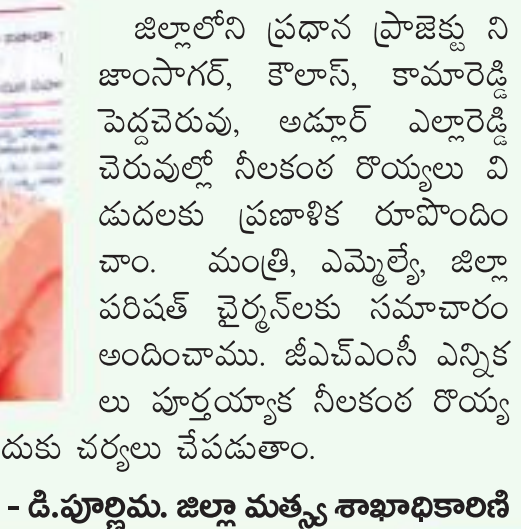 జిల్లాలోని ప్రధాన ప్రాజెక్టు ని
జాంసాగర్, కౌలాస్, కామారెడ్డి
పెద్దచెరువు, అడ్లూర్ ఎల్లారెడ్డి
చెరువుల్లో నీలకంఠ రొయ్యలు వి
డుదలకు ప్రణాళిక రూపొందిం
చాం. మంత్రి, ఎమ్మెల్యే, జిల్లా
పరిషత్ చైర్మన్‌లకు సమాచారం
అందించాము. జీఎచ్ఎంసీ ఎన్నిక
లు పూర్తయ్యాక నీలకంఠ రొయ్య
దుకు చర్యలు చేపడుతాం.
- డి.పూర్ణిమ. జిల్లా మత్స్య శాఖాధికారిణి